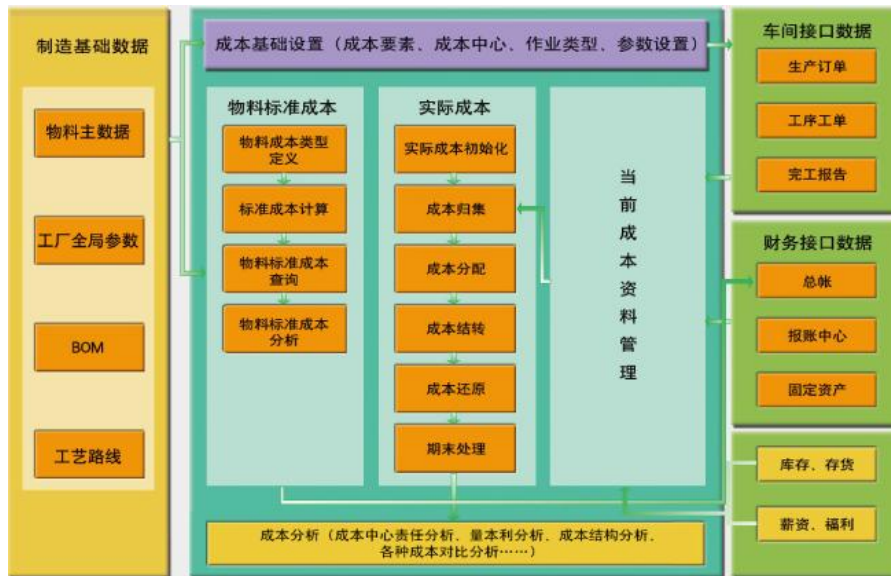 制造基础数据
物料主数据
工厂全局参数
BOM
工艺路线
成本基础设置（成本要素、成本中心、作业类型、参数设置）
物料标准成本
物料成本类型
定义
标准成本计算
物料标准成本
查询
物料标准成本
分析
实际成本
实际成本初始化
成本归集
成本分配
成本结转
成本还原
期末处理
当
前
成
本
资
料
管
理
成本分析（成本中心责任分析、量本利分析、成本结构分析、
各种成本对比分析……）
车间接口数据
生产订单
工序工单
完工报告
财务接口数据
总帐
报账中心
固定资产
库存、存货
薪资、福利